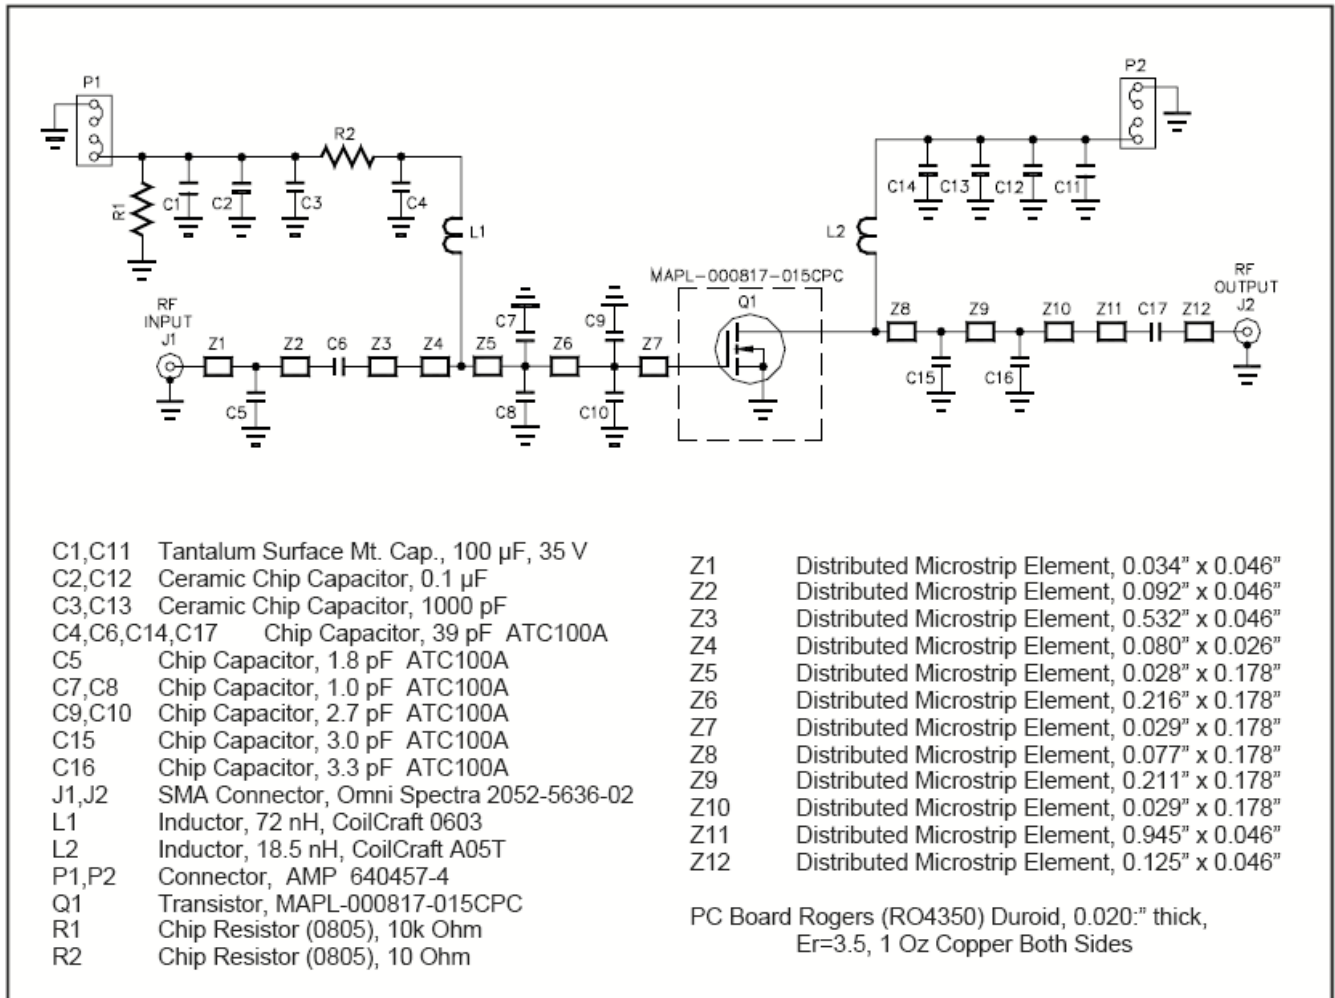 P1
P2
R2
R1
C1
C2
C3
C4
L1
C14
C13
C12
C11
L2
MAPL-000817-015CPC
Q1
RF
INPUT
J1
RF
OUTPUT
J2
Z1
Z2
C6
Z3
Z4
Z5
C7
Z6
C9
Z7
Z8
Z9
Z10
Z11
C17
Z12
C5
C8
C10
C15
C16
C1,C11 Tantalum Surface Mt. Cap., 100 µF, 35 V
C2,C12 Ceramic Chip Capacitor, 0.1 µF
C3,C13 Ceramic Chip Capacitor, 1000 pF
C4,C6,C14,C17 Chip Capacitor, 39 pF ATC100A
C5 Chip Capacitor, 1.8 pF ATC100A
C7,C8 Chip Capacitor, 1.0 pF ATC100A
C9,C10 Chip Capacitor, 2.7 pF ATC100A
C15 Chip Capacitor, 3.0 pF ATC100A
C16 Chip Capacitor, 3.3 pF ATC100A
J1,J2 SMA Connector, Omni Spectra 2052-5636-02
L1 Inductor, 72 nH, CoilCraft 0603
L2 Inductor, 18.5 nH, CoilCraft A05T
P1,P2 Connector, AMP 640457-4
Q1 Transistor, MAPL-000817-015CPC
R1 Chip Resistor (0805), 10k Ohm
R2 Chip Resistor (0805), 10 Ohm
Z1 Distributed Microstrip Element, 0.034” x 0.046”
Z2 Distributed Microstrip Element, 0.092” x 0.046”
Z3 Distributed Microstrip Element, 0.532” x 0.046”
Z4 Distributed Microstrip Element, 0.080” x 0.026”
Z5 Distributed Microstrip Element, 0.028” x 0.178”
Z6 Distributed Microstrip Element, 0.216” x 0.178”
Z7 Distributed Microstrip Element, 0.029” x 0.178”
Z8 Distributed Microstrip Element, 0.077” x 0.178”
Z9 Distributed Microstrip Element, 0.211” x 0.178”
Z10 Distributed Microstrip Element, 0.029” x 0.178”
Z11 Distributed Microstrip Element, 0.945” x 0.046”
Z12 Distributed Microstrip Element, 0.125” x 0.046”
PC Board Rogers (RO4350) Duroid, 0.020:” thick,
Er=3.5, 1 Oz Copper Both Sides